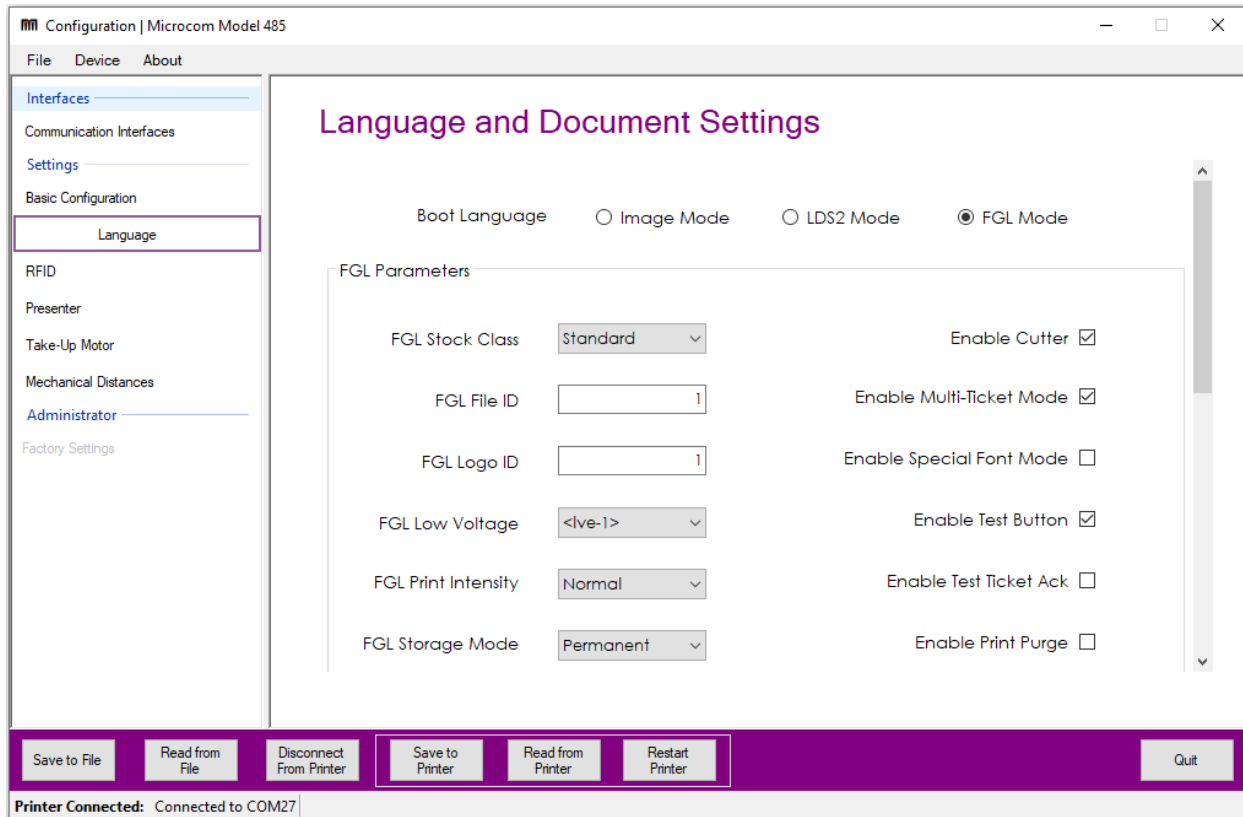 Configuration | Microcom Model 485
File Device About
Interfaces
Communication Interfaces
Settings
Basic Configuration
Language
RFID
Presenter
Take-Up Motor
Mechanical Distances
Administrator
Factory Settings
Language and Document Settings
Boot Language Image Mode LDS2 Mode FGL Mode
FGL Parameters
FGL Stock Class Standard Enable Cutter
FGL File ID 1 Enable Multi-Ticket Mode
FGL Logo ID 1 Enable Special Font Mode
FGL Low Voltage <lve-1> Enable Test Button
FGL Print Intensity Normal Enable Test Ticket Ack
FGL Storage Mode Permanent Enable Print Purge
Save to File
Read from
File
Disconnect
From Printer
Save to
Printer
Read from
Printer
Restart
Printer
Quit
Printer Connected: Connected to COM27